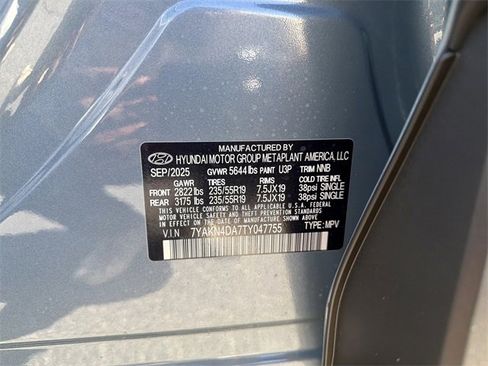 MANUFACTURED BY
HYUNDAI MOTOR GROUP METAPLANT AMERICA, LLC
SEP/2025 GVWR 5644 lbs PAINT U3P TRIM NNB
GAWR TIRES RIMS COLD TIRE INFL
FRONT 2822 lbs 235/55R19 7.5JX19 38psi SINGLE
REAR 3175 lbs 235/55R19 7.5JX19 38psi SINGLE
THIS VEHICLE CONFORMS TO ALL APPLICABLE U.S.A. FEDERAL
MOTOR VEHICLE SAFETY AND THEFT PREVENTION STANDARDS
IN EFFECT ON THE DATE OF MANUFACTURE SHOWN ABOVE.
V.I.N 7YAKN4DA7TY047755 TYPE: MPV